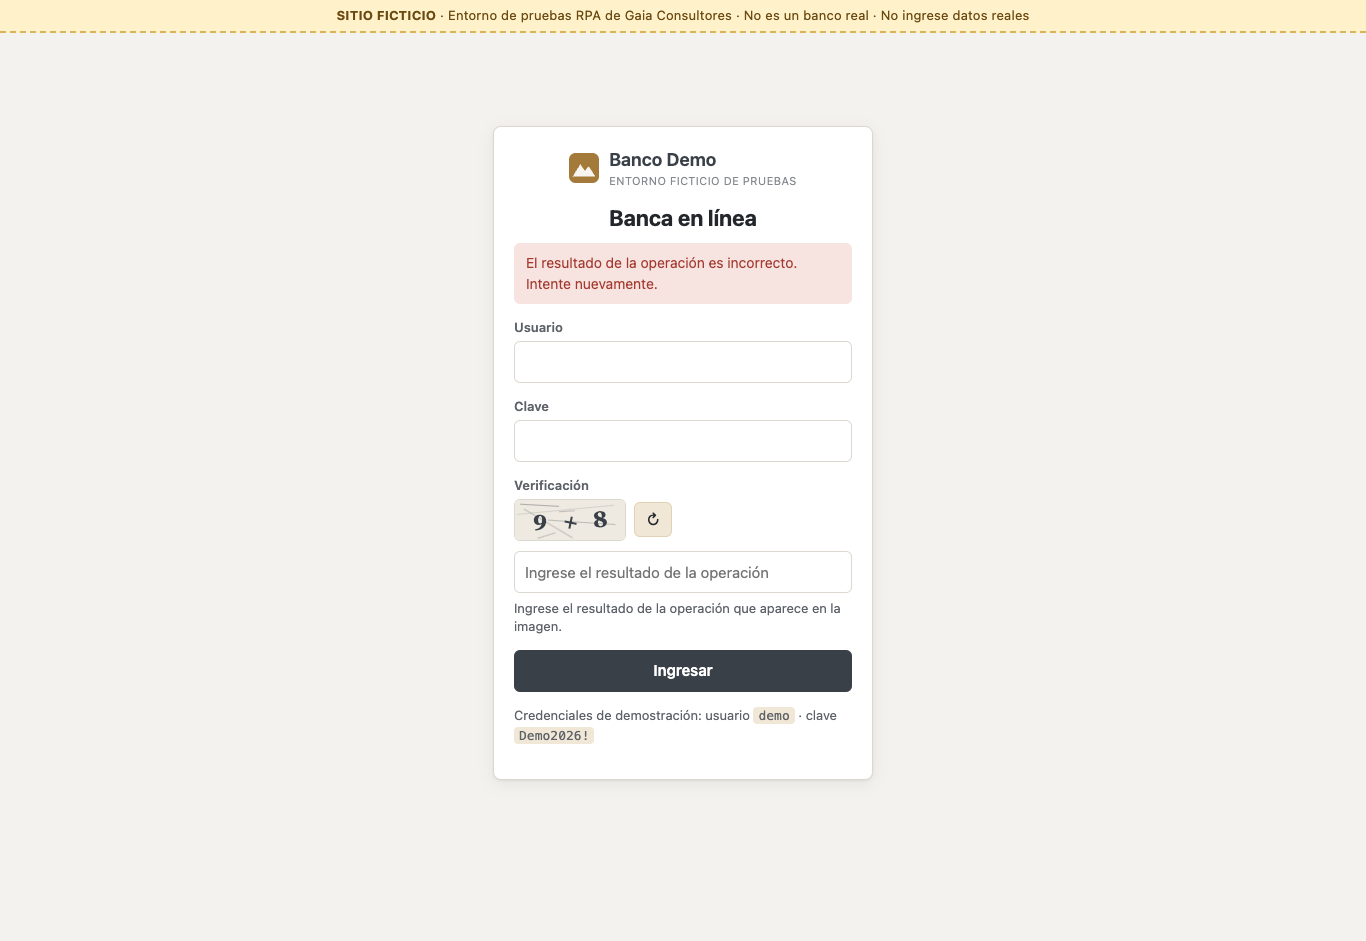 SITIO FICTICIO · Entorno de pruebas RPA de Gaia Consultores · No es un banco real · No ingrese datos reales
Banco Demo
ENTORNO FICTICIO DE PRUEBAS
Banca en línea
El resultado de la operación es incorrecto.
Intente nuevamente.
Usuario
Clave
Verificación
9 + 8
Ingrese el resultado de la operación
Ingrese el resultado de la operación que aparece en la
imagen.
Ingresar
Credenciales de demostración: usuario demo · clave
Demo2026!